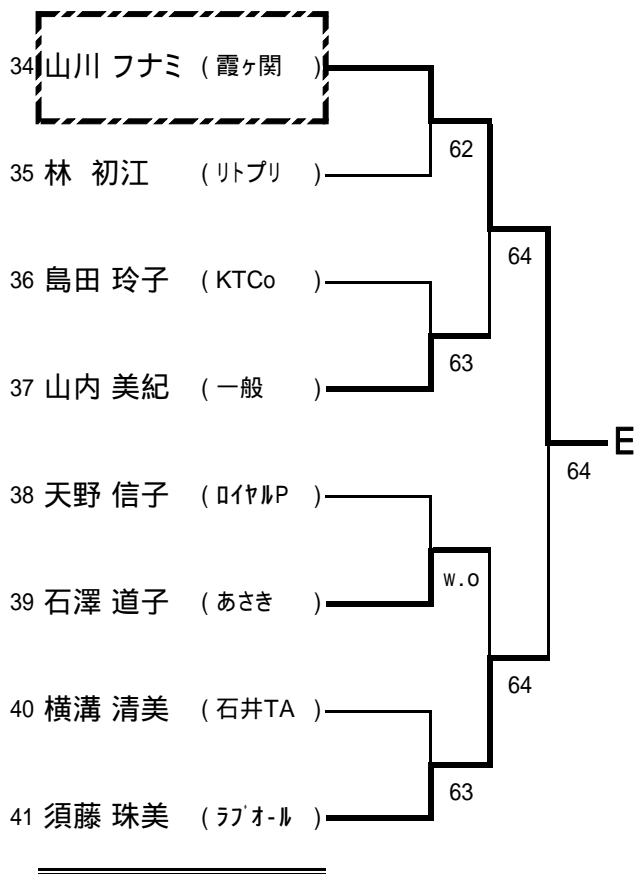 34 山川 フナミ ( 霞ヶ関 )
62
35 林 初江 ( リトプリ )
64
36 島田 玲子 ( KTCo )
63
37 山内 美紀 ( 一般 )
E
64
38 天野 信子 ( ロイヤルP )
w.o
39 石澤 道子 ( あさき )
64
40 横溝 清美 ( 石井TA )
63
41 須藤 珠美 ( ラブオール )